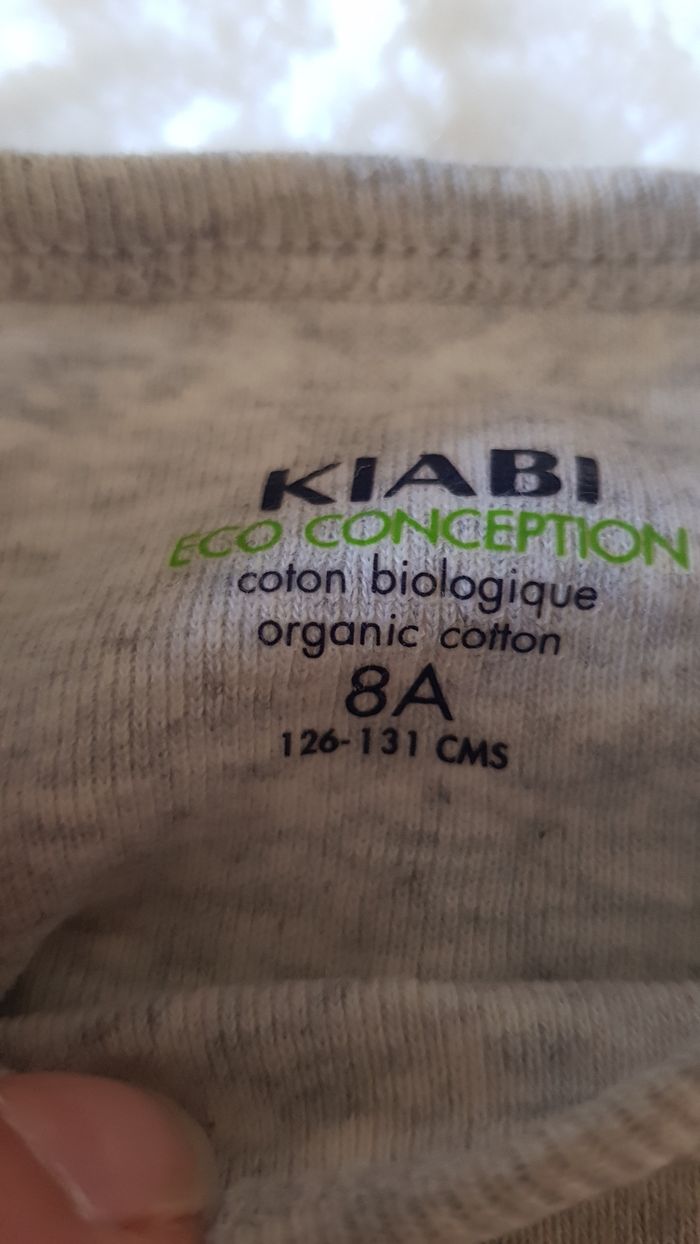 KIABI
ECO CONCEPTION
coton biologique
organic cotton
8A
126-131 CMS